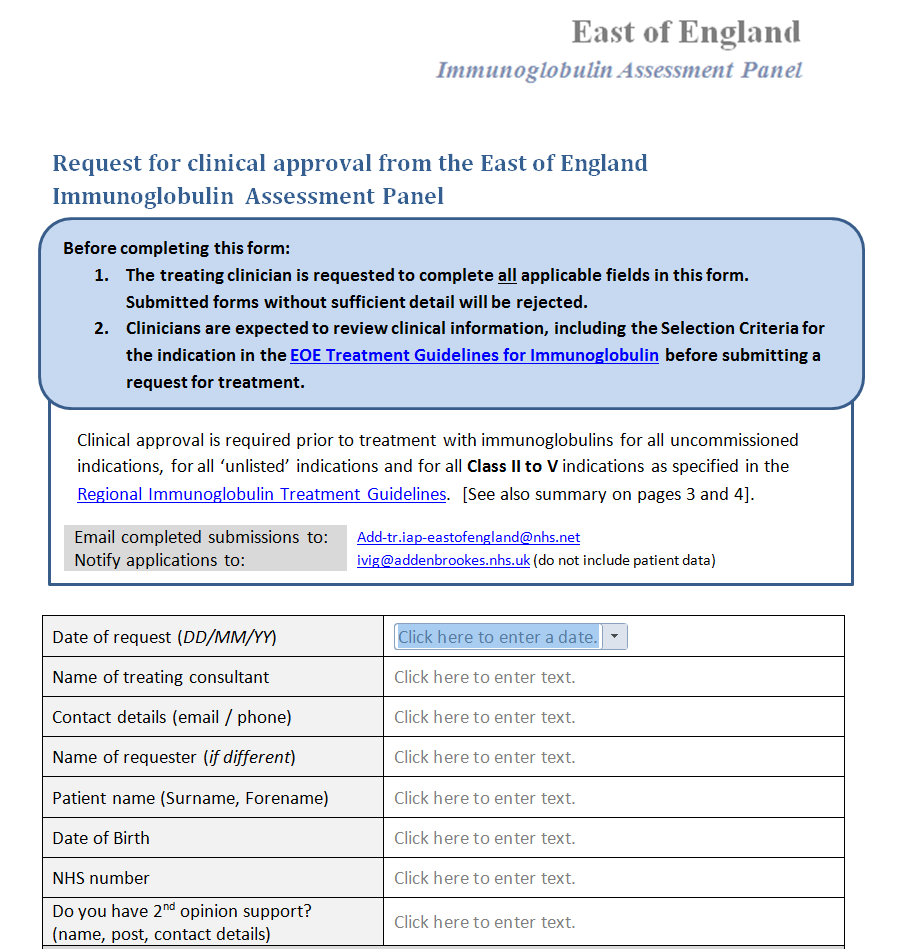 East of England
Immunoglobulin Assessment Panel
Request for clinical approval from the East of England
Immunoglobulin Assessment Panel
Before completing this form:
1. The treating clinician is requested to complete all applicable fields in this form.
Submitted forms without sufficient detail will be rejected.
2. Clinicians are expected to review clinical information, including the Selection Criteria for
the indication in the EOE Treatment Guidelines for Immunoglobulin before submitting a
request for treatment.
Clinical approval is required prior to treatment with immunoglobulins for all uncommissioned
indications, for all ‘unlisted’ indications and for all Class II to V indications as specified in the
Regional Immunoglobulin Treatment Guidelines. [See also summary on pages 3 and 4].
Email completed submissions to: Add-tr.iap-eastofengland@nhs.net
Notify applications to: ivig@addenbrookes.nhs.uk (do not include patient data)
Date of request (DD/MM/YY) Click here to enter a date.
Name of treating consultant Click here to enter text.
Contact details (email / phone) Click here to enter text.
Name of requester (if different) Click here to enter text.
Patient name (Surname, Forename) Click here to enter text.
Date of Birth Click here to enter text.
NHS number Click here to enter text.
Do you have 2nd opinion support?
(name, post, contact details) Click here to enter text.